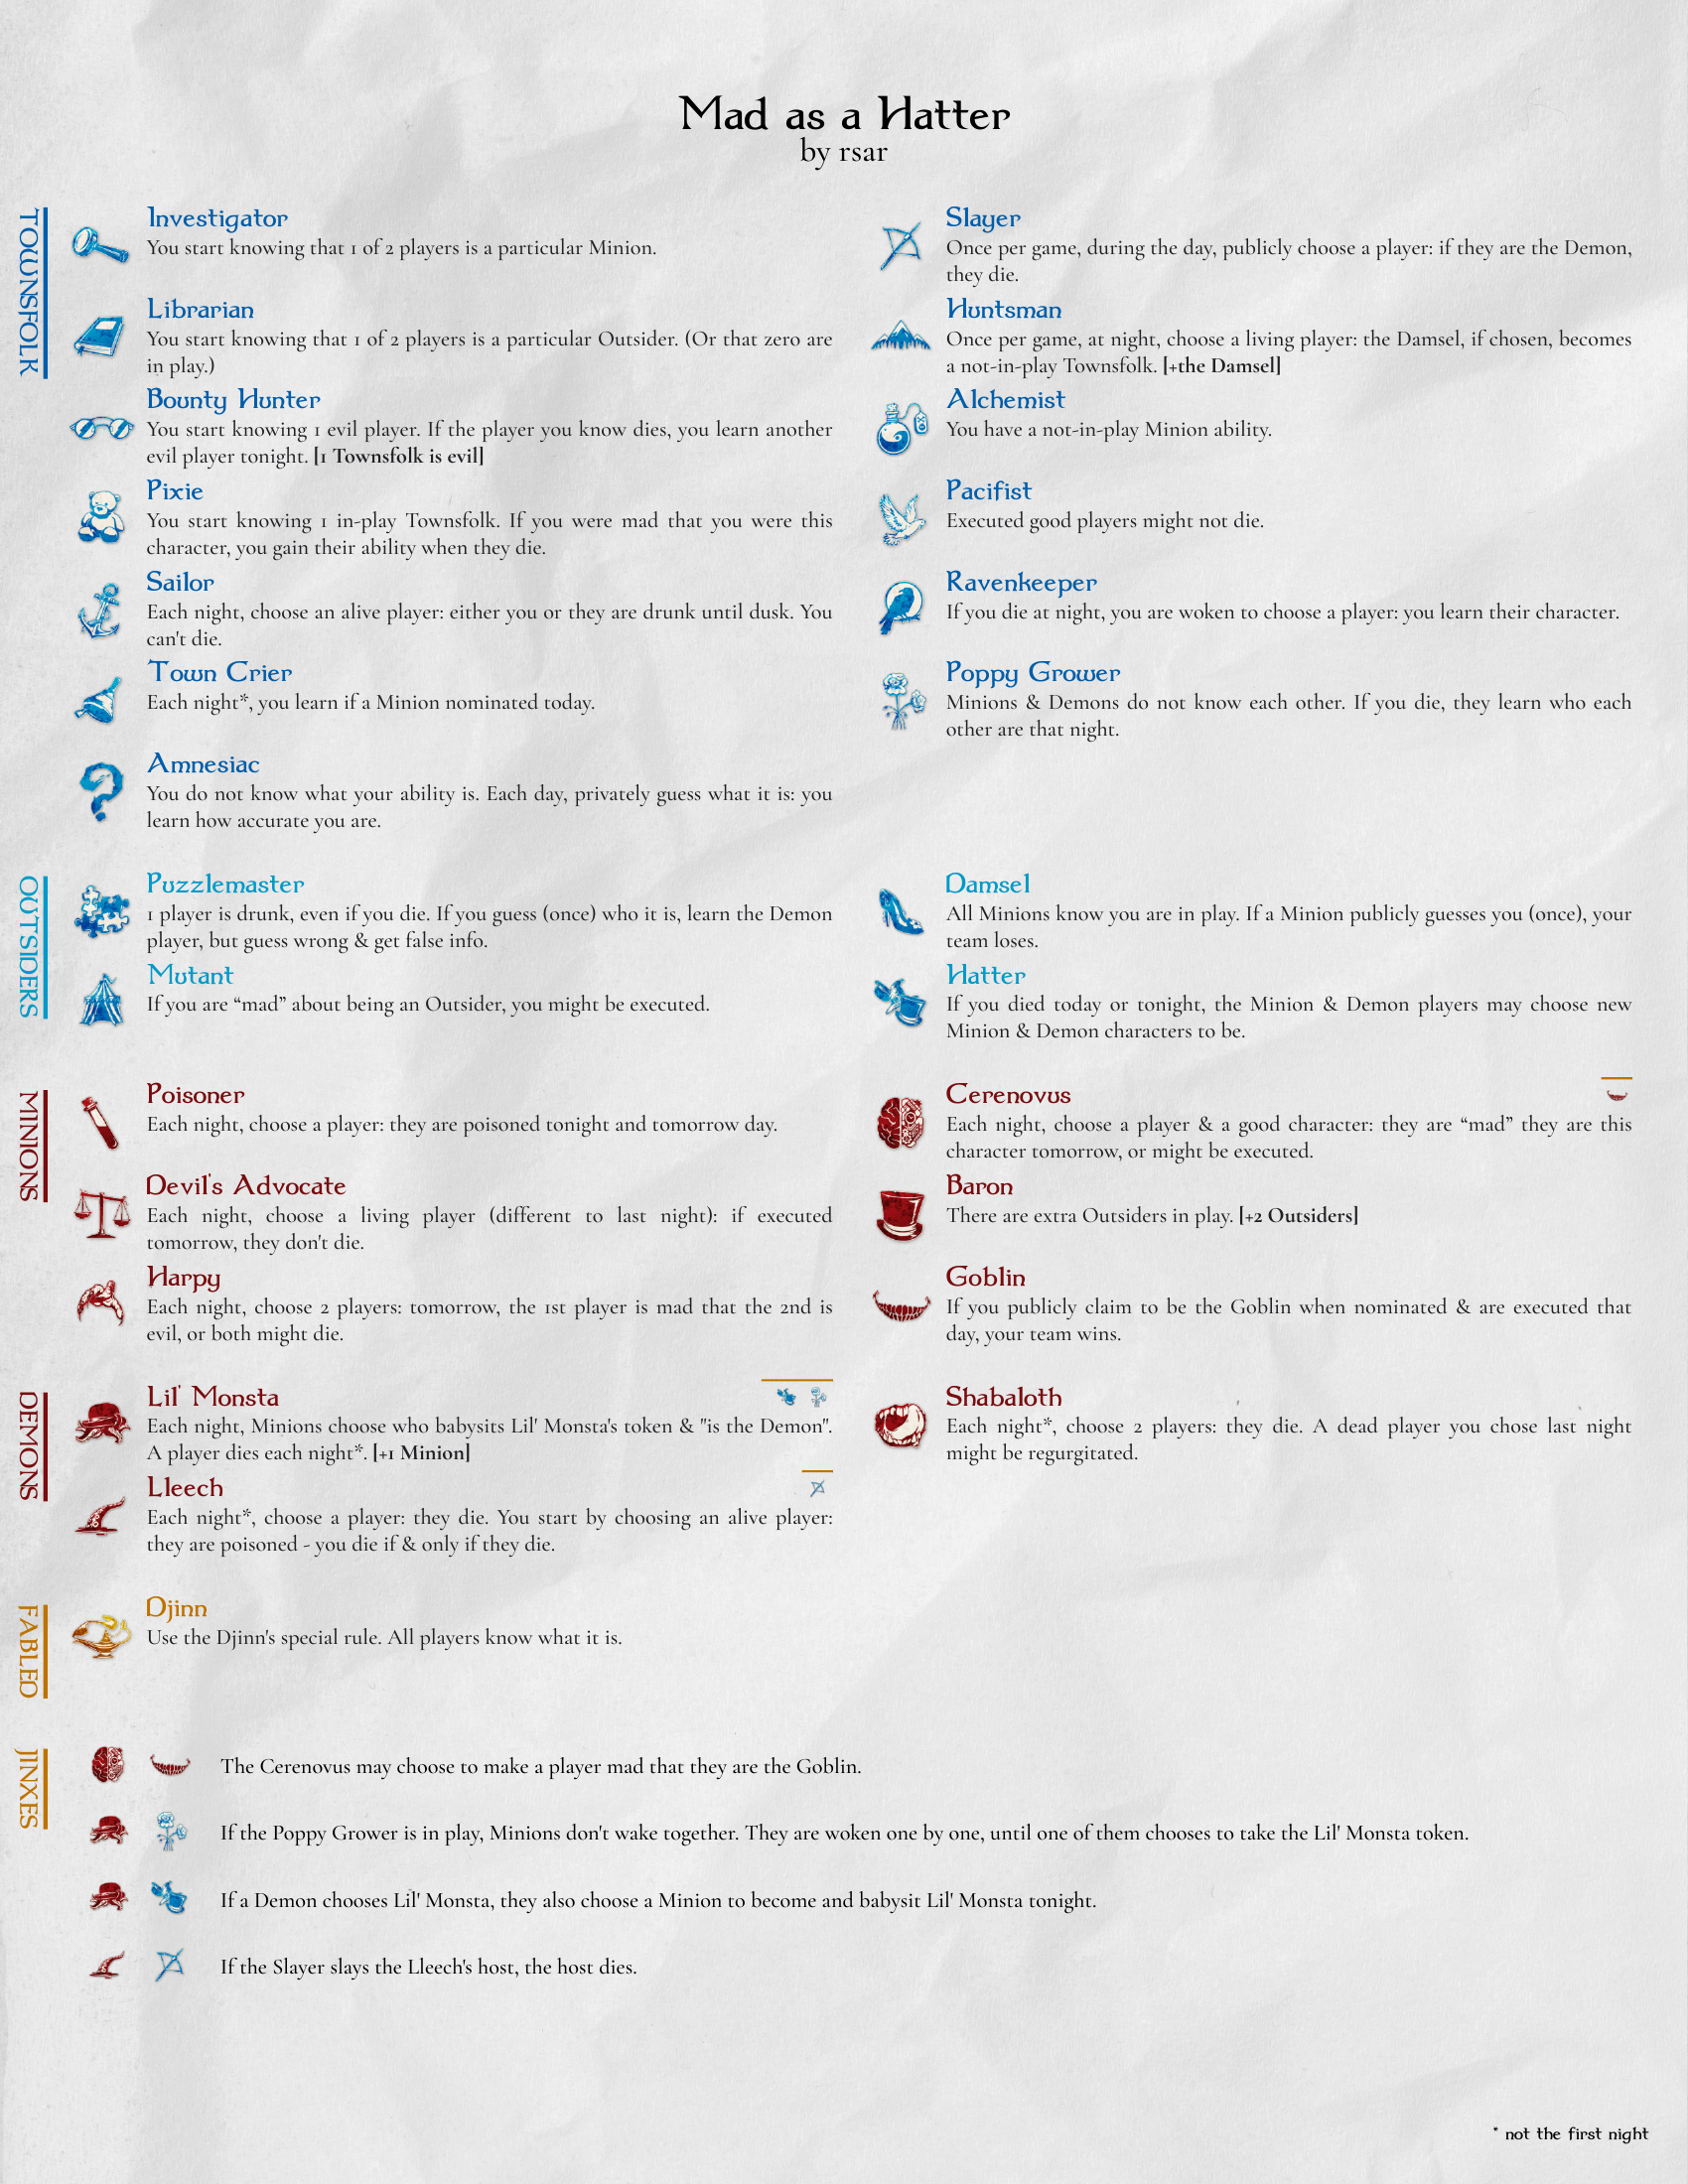 Mad as a Hatter
by rsar
TOWNSFOLK
Investigator
You start knowing that 1 of 2 players is a particular Minion.
Librarian
You start knowing that 1 of 2 players is a particular Outsider. (Or that zero are
in play.)
Bounty Hunter
You start knowing 1 evil player. If the player you know dies, you learn another
evil player tonight. [1 Townsfolk is evil]
Pixie
You start knowing 1 in-play Townsfolk. If you were mad that you were this
character, you gain their ability when they die.
Sailor
Each night, choose an alive player: either you or they are drunk until dusk. You
can't die.
Town Crier
Each night*, you learn if a Minion nominated today.
Amnesiac
You do not know what your ability is. Each day, privately guess what it is: you
learn how accurate you are.
Slayer
Once per game, during the day, publicly choose a player: if they are the Demon,
they die.
Huntsman
Once per game, at night, choose a living player: the Damsel, if chosen, becomes
a not-in-play Townsfolk. [+the Damsel]
Alchemist
You have a not-in-play Minion ability.
Pacifist
Executed good players might not die.
Ravenkeeper
If you die at night, you are woken to choose a player: you learn their character.
Poppy Grower
Minions & Demons do not know each other. If you die, they learn who each
other are that night.
OUTSIDERS
Puzzlemaster
1 player is drunk, even if you die. If you guess (once) who it is, learn the Demon
player, but guess wrong & get false info.
Mutant
If you are “mad” about being an Outsider, you might be executed.
Damsel
All Minions know you are in play. If a Minion publicly guesses you (once), your
team loses.
Hatter
If you died today or tonight, the Minion & Demon players may choose new
Minion & Demon characters to be.
MINIONS
Poisoner
Each night, choose a player: they are poisoned tonight and tomorrow day.
Devil's Advocate
Each night, choose a living player (different to last night): if executed
tomorrow, they don't die.
Harpy
Each night, choose 2 players: tomorrow, the 1st player is mad that the 2nd is
evil, or both might die.
Cerenovus
Each night, choose a player & a good character: they are “mad” they are this
character tomorrow, or might be executed.
Baron
There are extra Outsiders in play. [+2 Outsiders]
Goblin
If you publicly claim to be the Goblin when nominated & are executed that
day, your team wins.
DEMONS
Lil' Monsta
Each night, Minions choose who babysits Lil' Monsta's token & "is the Demon".
A player dies each night*. [+1 Minion]
Lleech
Each night*, choose a player: they die. You start by choosing an alive player:
they are poisoned - you die if & only if they die.
Shabaloth
Each night*, choose 2 players: they die. A dead player you chose last night
might be regurgitated.
FABLED
Djinn
Use the Djinn's special rule. All players know what it is.
JINXES
The Cerenovus may choose to make a player mad that they are the Goblin.
If the Poppy Grower is in play, Minions don't wake together. They are woken one by one, until one of them chooses to take the Lil' Monsta token.
If a Demon chooses Lil' Monsta, they also choose a Minion to become and babysit Lil' Monsta tonight.
If the Slayer slays the Lleech's host, the host dies.
* not the first night